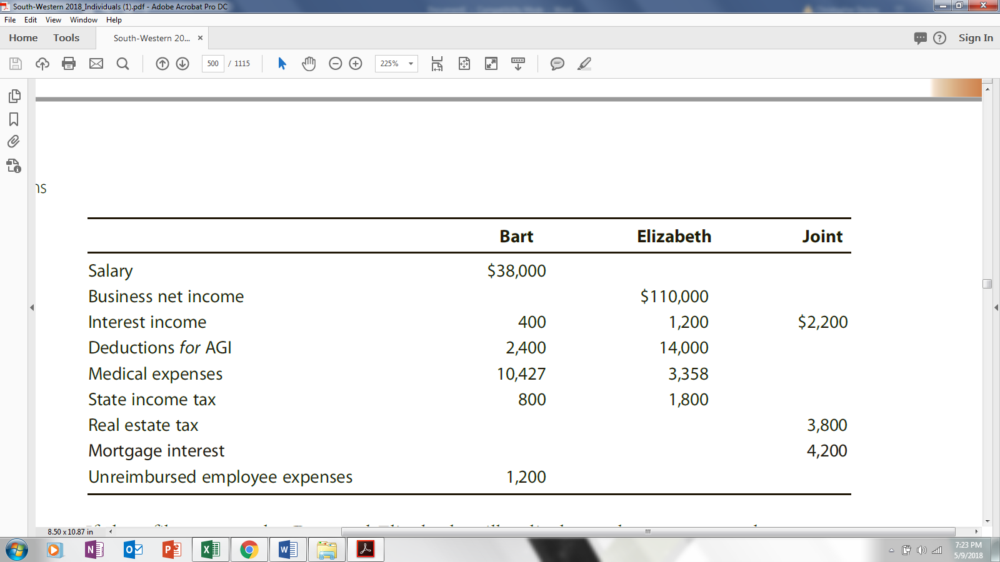 South-Western 2018_Individuals (1).pdf - Adobe Acrobat Pro DC
File Edit View Window Help
Home Tools South-Western 20... × Sign In
500 / 1115 225%
ns
Bart Elizabeth Joint
Salary $38,000
Business net income $110,000
Interest income 400 1,200 $2,200
Deductions for AGI 2,400 14,000
Medical expenses 10,427 3,358
State income tax 800 1,800
Real estate tax 3,800
Mortgage interest 4,200
Unreimbursed employee expenses 1,200
8.50 x 10.87 in
7:23 PM
5/9/2018